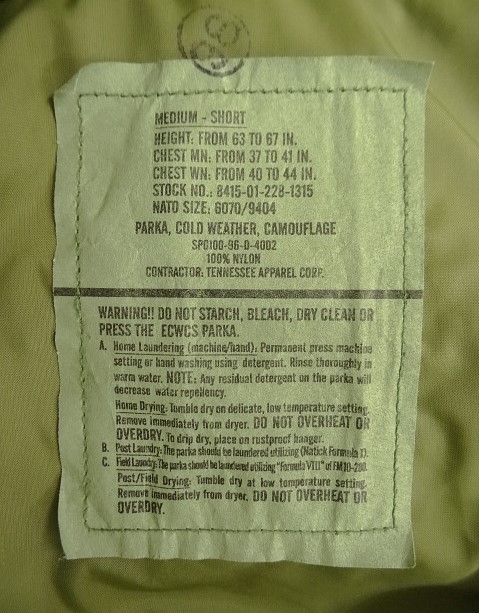 MEDIUM - SHORT
HEIGHT: FROM 63 TO 67 IN.
CHEST MN: FROM 37 TO 41 IN.
CHEST WN: FROM 40 TO 44 IN.
STOCK NO.: 8415-01-228-1315
NATO SIZE: 6070/9404
PARKA, COLD WEATHER, CAMOUFLAGE
SPO100-96-D-4002
100% NYLON
CONTRACTOR: TENNESSEE APPAREL CORP.
WARNING!! DO NOT STARCH, BLEACH, DRY CLEAN OR
PRESS THE ECWCS PARKA.
A. Home Laundering (machine/hand): Permanent press machine
setting or hand washing using detergent. Rinse thoroughly in
warm water. NOTE: Any residual detergent on the parka will
decrease water repellency.
Home Drying: Tumble dry on delicate, low temperature setting.
Remove immediately from dryer. DO NOT OVERHEAT OR
OVERDRY. To drip dry, place on rustproof hanger.
B. Post Laundry: The parka should be laundered utilizing (Natick Formula I).
C. Field Laundry: The parka should be laundered utilizing "Formula VIII" of FM10-280.
Post/Field Drying: Tumble dry at low temperature setting.
Remove immediately from dryer. DO NOT OVERHEAT OR
OVERDRY.